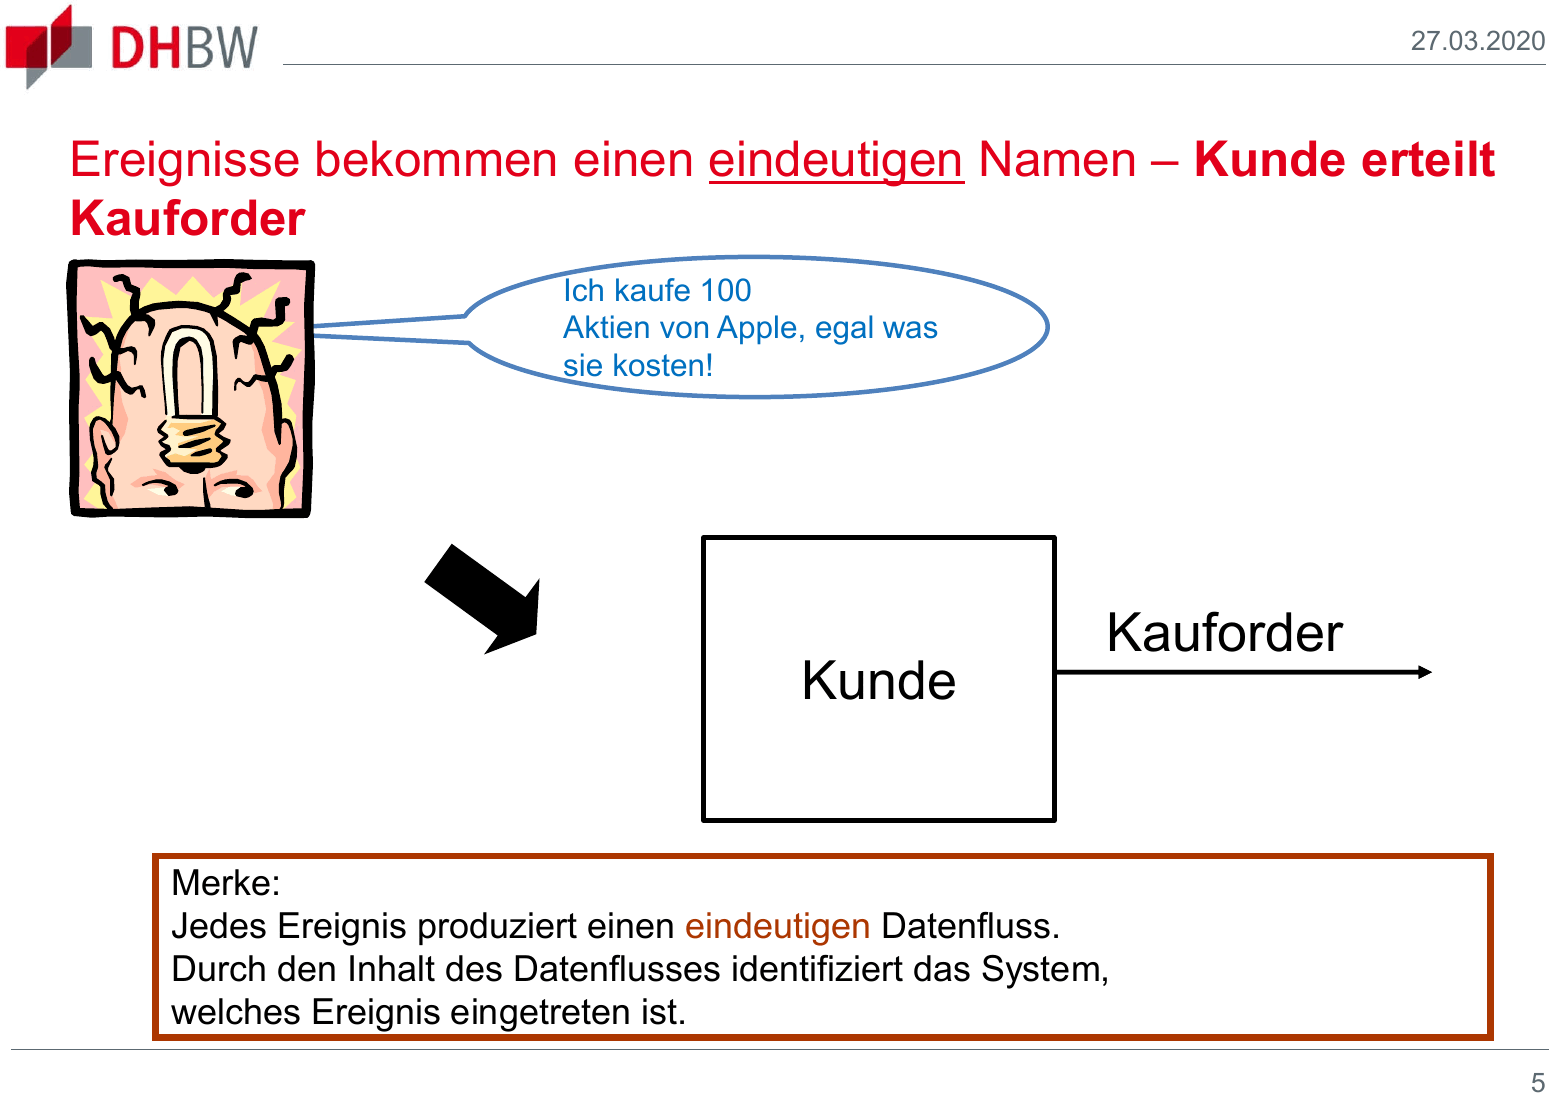 DHBW
27.03.2020
Ereignisse bekommen einen eindeutigen Namen – Kunde erteilt
Kauforder
Ich kaufe 100
Aktien von Apple, egal was
sie kosten!
Kauforder
Kunde
Merke:
Jedes Ereignis produziert einen eindeutigen Datenfluss.
Durch den Inhalt des Datenflusses identifiziert das System,
welches Ereignis eingetreten ist.
5